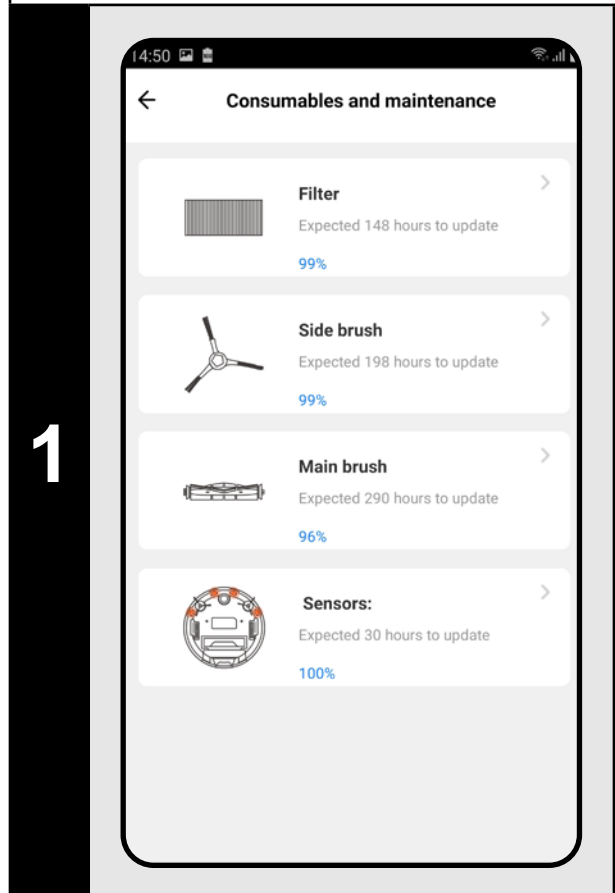 14:50
Consumables and maintenance
Filter
Expected 148 hours to update
99%
Side brush
Expected 198 hours to update
99%
1
Main brush
Expected 290 hours to update
96%
Sensors:
Expected 30 hours to update
100%